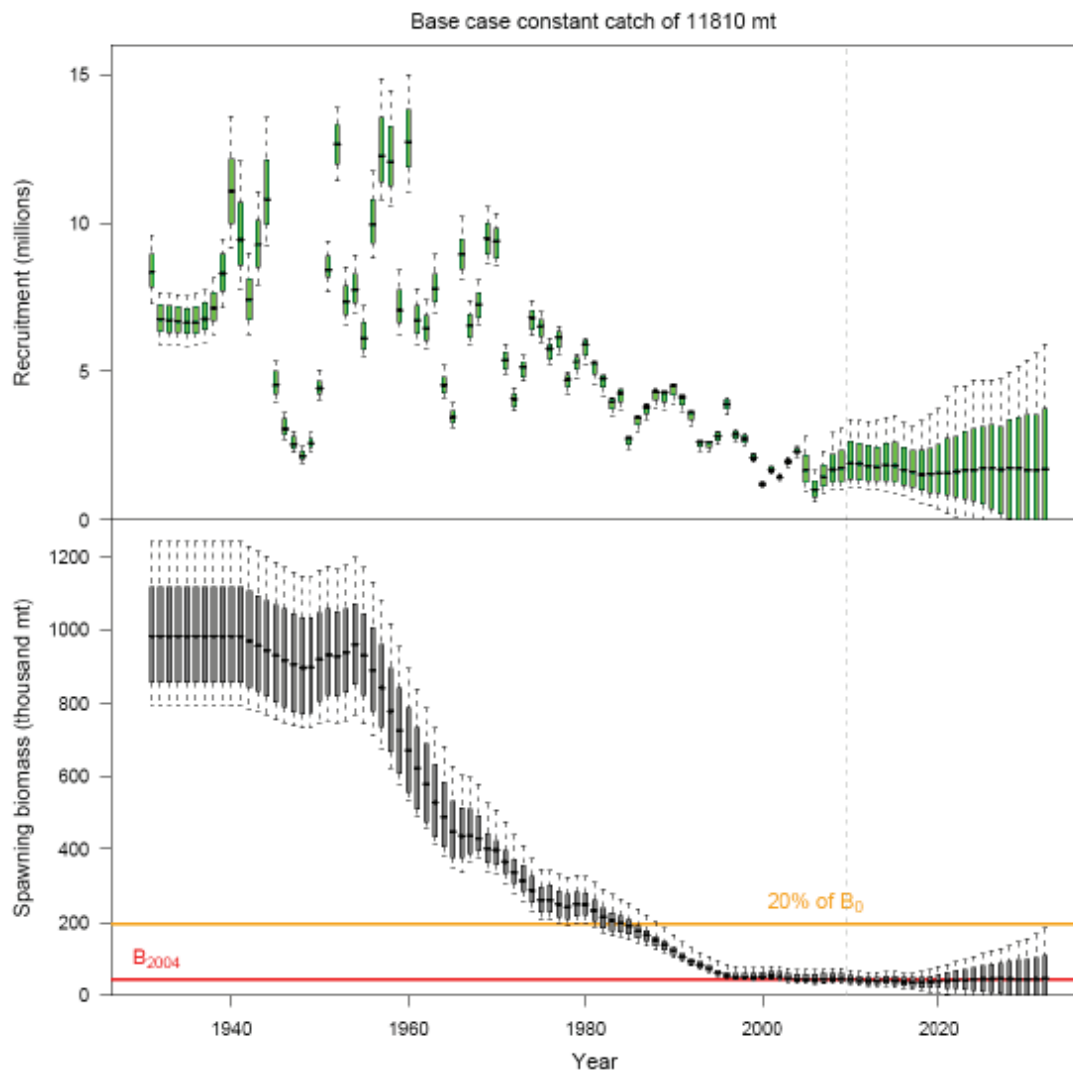 Base case constant catch of 11810 mt
Recruitment (millions)
15
10
5
0
Spawning biomass (thousand mt)
1200
1000
800
600
400
200
0
20% of B₀
B₂₀₀₄
1940
1960
1980
2000
2020
Year